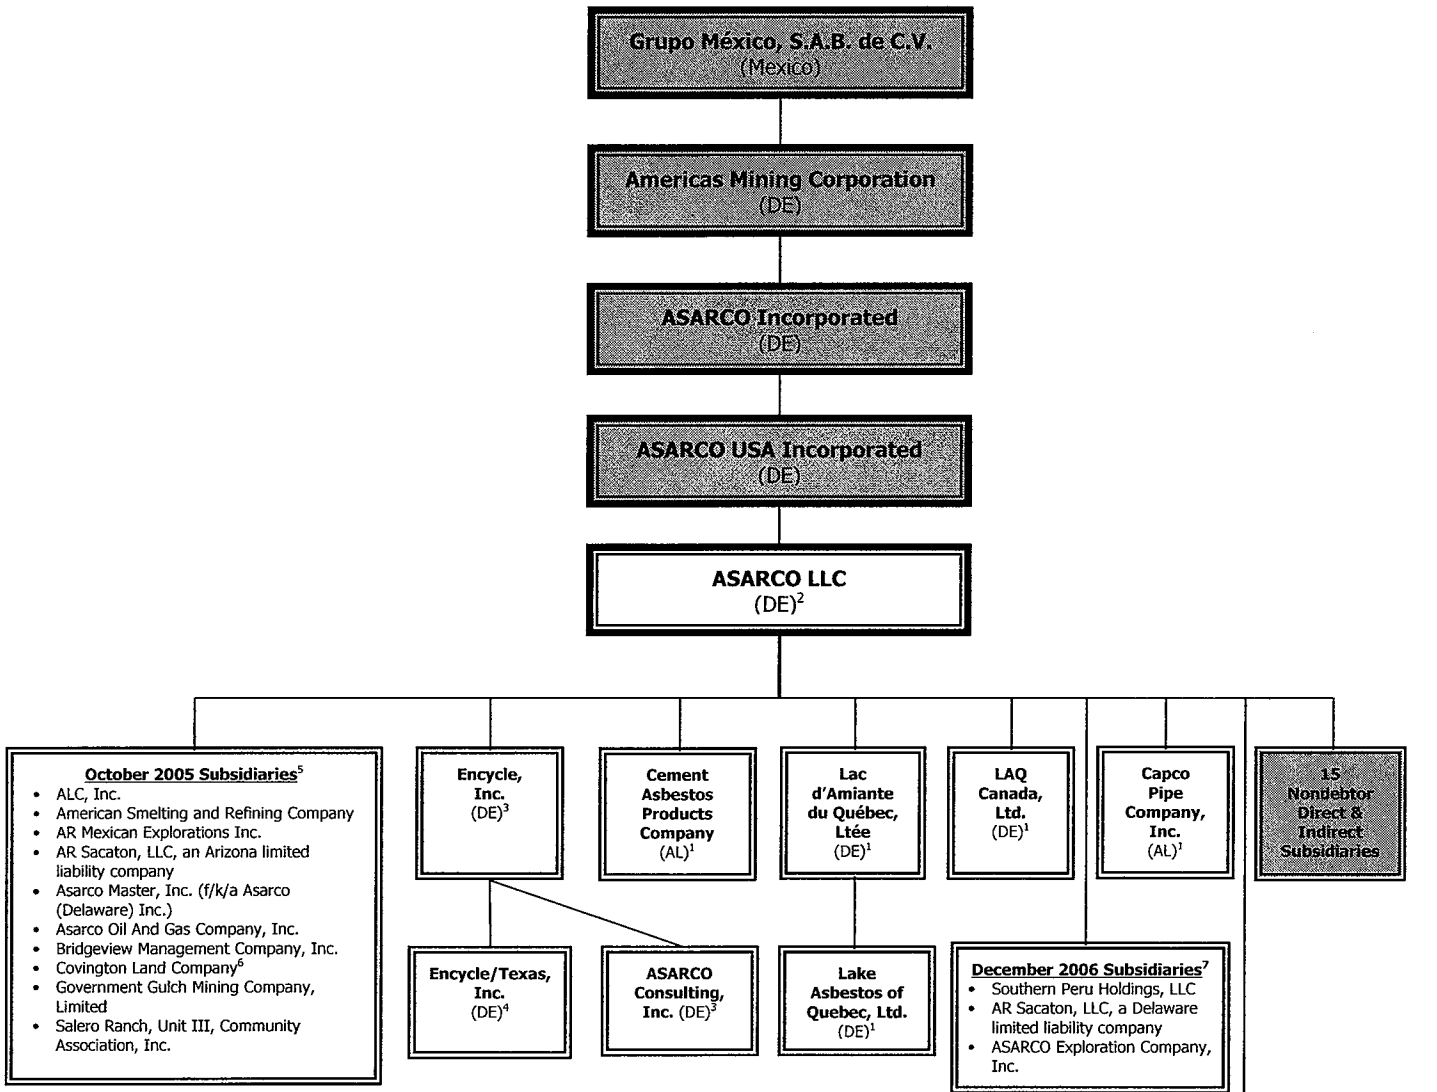 Grupo México, S.A.B. de C.V.
(Mexico)
Americas Mining Corporation
(DE)
ASARCO Incorporated
(DE)
ASARCO USA Incorporated
(DE)
ASARCO LLC
(DE)²
October 2005 Subsidiaries⁵
• ALC, Inc.
• American Smelting and Refining Company
• AR Mexican Explorations Inc.
• AR Sacaton, LLC, an Arizona limited
liability company
• Asarco Master, Inc. (f/k/a Asarco
(Delaware) Inc.)
• Asarco Oil And Gas Company, Inc.
• Bridgeview Management Company, Inc.
• Covington Land Company⁶
• Government Gulch Mining Company,
Limited
• Salero Ranch, Unit III, Community
Association, Inc.
Encycle,
Inc.
(DE)³
Cement
Asbestos
Products
Company
(AL)¹
Lac
d'Amiante
du Québec,
Ltée
(DE)¹
LAQ
Canada,
Ltd.
(DE)¹
Capco
Pipe
Company,
Inc.
(AL)¹
15
Nondebtor
Direct &
Indirect
Subsidiaries
Encycle/Texas,
Inc.
(DE)⁴
ASARCO
Consulting,
Inc. (DE)³
Lake
Asbestos of
Quebec, Ltd.
(DE)¹
December 2006 Subsidiaries⁷
• Southern Peru Holdings, LLC
• AR Sacaton, LLC, a Delaware
limited liability company
• ASARCO Exploration Company,
Inc.